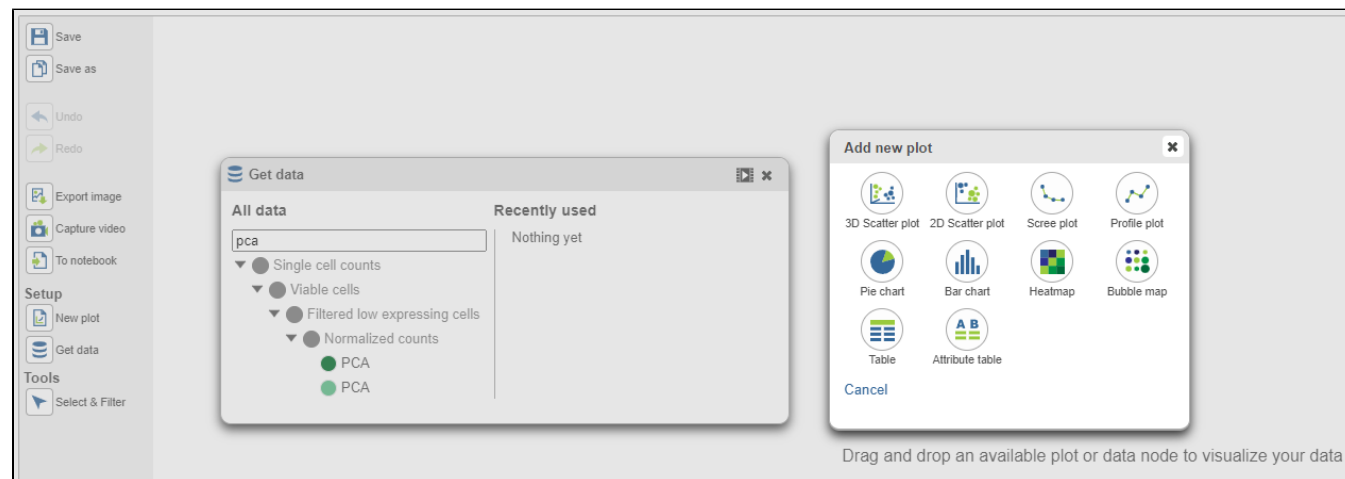 Save
Save as
Undo
Redo
Export image
Capture video
To notebook
Setup
New plot
Get data
Tools
Select & Filter
Get data
All data
Recently used
pca
Nothing yet
Single cell counts
Viable cells
Filtered low expressing cells
Normalized counts
PCA
PCA
Add new plot
3D Scatter plot 2D Scatter plot Scree plot Profile plot
Pie chart Bar chart Heatmap Bubble map
A B
Table Attribute table
Cancel
Drag and drop an available plot or data node to visualize your data